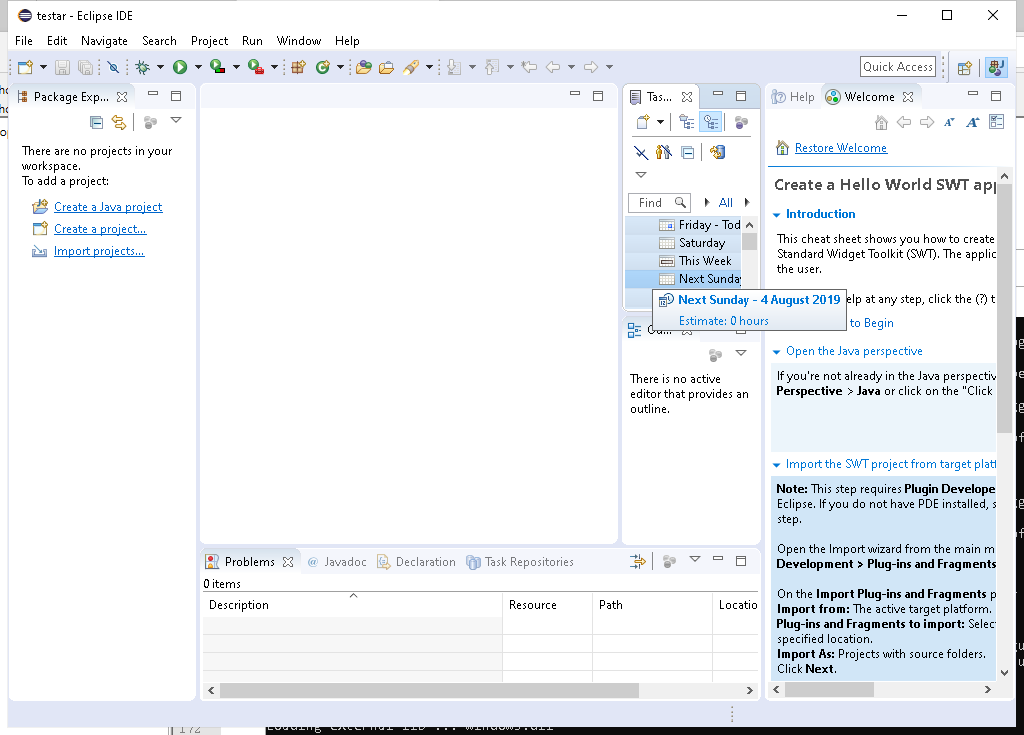 testar - Eclipse IDE
File Edit Navigate Search Project Run Window Help
Quick Access
Package Exp...
There are no projects in your
workspace.
To add a project:
Create a Java project
Create a project...
Import projects...
Tas...
Find
All
Friday - Tod
Saturday
This Week
Next Sunday
Next Sunday - 4 August 2019
Estimate: 0 hours
There is no active
editor that provides an
outline.
Help Welcome
Restore Welcome
Create a Hello World SWT app
Introduction
This cheat sheet shows you how to create
Standard Widget Toolkit (SWT). The applic
the user.
elp at any step, click the (?) t
to Begin
Open the Java perspective
If you're not already in the Java perspectiv
Perspective > Java or click on the "Click
Import the SWT project from target platf
Note: This step requires Plugin Develope
Eclipse. If you do not have PDE installed, s
step.
Open the Import wizard from the main m
Development > Plug-ins and Fragments
On the Import Plug-ins and Fragments p
Import from: The active target platform.
Plug-ins and Fragments to import: Selec
specified location.
Import As: Projects with source folders.
Click Next.
Problems @ Javadoc Declaration Task Repositories
0 items
Description Resource Path Locatio
172
Loading external lib ... windows.dll